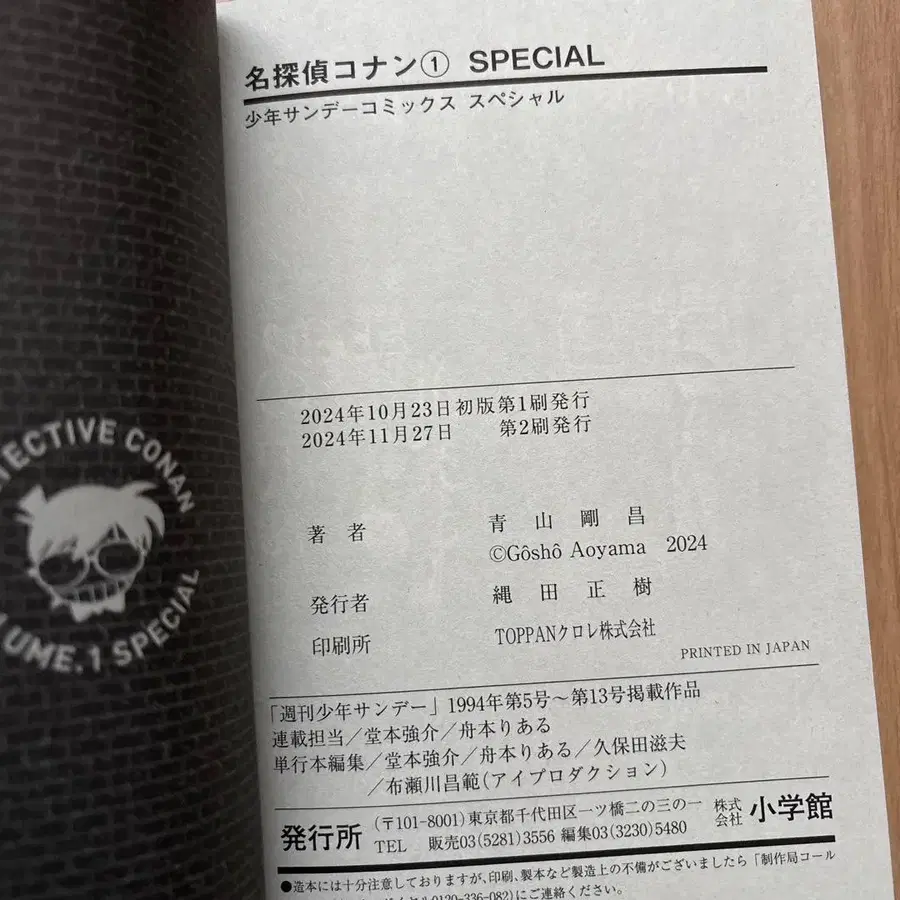 名探偵コナン① SPECIAL
少年サンデーコミックス スペシャル
2024年10月23日初版第1刷発行
2024年11月27日 第2刷発行
著者 青山剛昌
©Gôshô Aoyama 2024
発行者 縄田正樹
印刷所 TOPPANクロレ株式会社
PRINTED IN JAPAN
「週刊少年サンデー」1994年第5号〜第13号掲載作品
連載担当/堂本強介/舟本りある
単行本編集/堂本強介/舟本りある/久保田滋夫
/布瀬川昌範(アイプロダクション)
発行所 (〒101-8001)東京都千代田区一ツ橋二の三の一 株式会社 小学館
TEL 販売03(5281)3556 編集03(3230)5480
●造本には十分注意しておりますが、印刷、製本など製造上の不備がございましたら「制作局コール
0120-336-082)にご連絡ください。
CONAN
SPECIAL